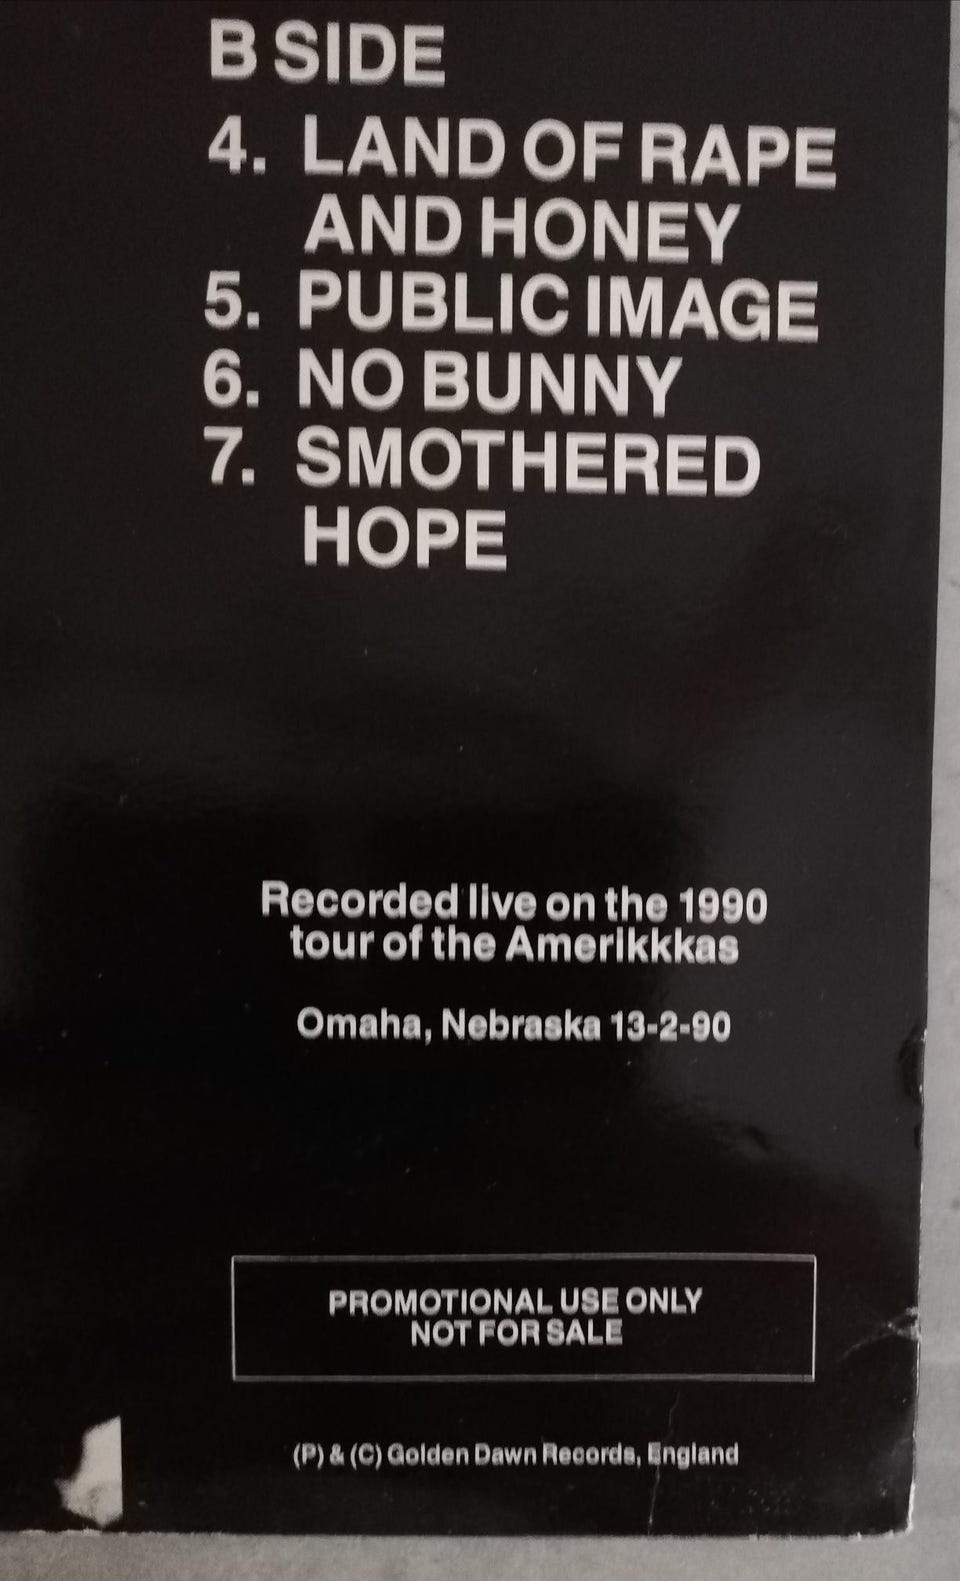 B SIDE
4. LAND OF RAPE
AND HONEY
5. PUBLIC IMAGE
6. NO BUNNY
7. SMOTHERED
HOPE
Recorded live on the 1990
tour of the Amerikkkas
Omaha, Nebraska 13-2-90
PROMOTIONAL USE ONLY
NOT FOR SALE
(P) & (C) Golden Dawn Records, England